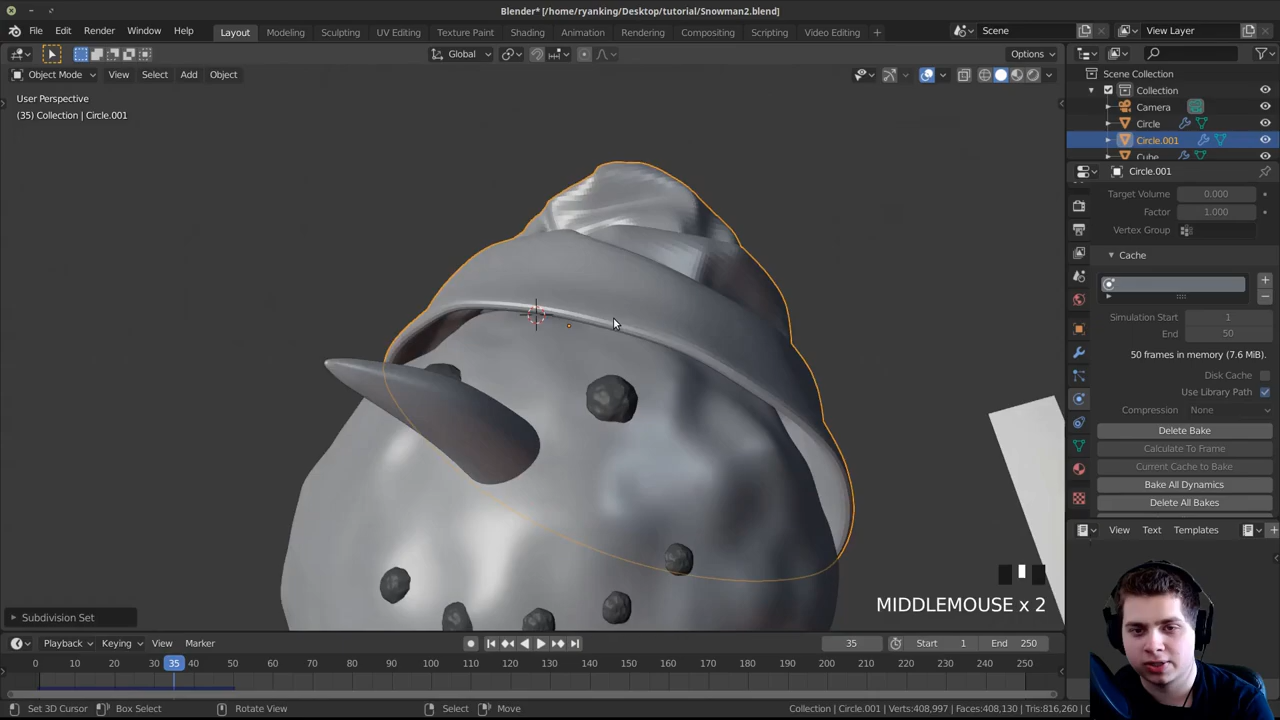 Blender* [/home/ryanking/Desktop/tutorial/Snowman2.blend]
File Edit Render Window Help Layout Modeling Sculpting UV Editing Texture Paint Shading Animation Rendering Compositing Scripting Video Editing + Scene View Layer
Global Options
Object Mode View Select Add Object
User Perspective
(35) Collection | Circle.001
Scene Collection
Collection
Camera
Circle
Circle.001
Cube
Circle.001
Target Volume 0.000
Factor 1.000
Vertex Group
Cache
Simulation Start 1
End 50
50 frames in memory (7.6 MiB).
Disk Cache
Use Library Path
Compression None
Delete Bake
Calculate To Frame
Current Cache to Bake
Bake All Dynamics
Delete All Bakes
View Text Templates
MIDDLEMOUSE x 2
Subdivision Set
Playback Keying View Marker 35 Start 1 End 250
0 10 20 30 35 40 50 60 70 80 90 100 110 120 130 140 150 160 170 180 190 200 210 220 230 240 250
Set 3D Cursor Box Select Rotate View Select Move Collection | Circle.001 | Verts:408,997 | Faces:408,130 | Tris:816,260